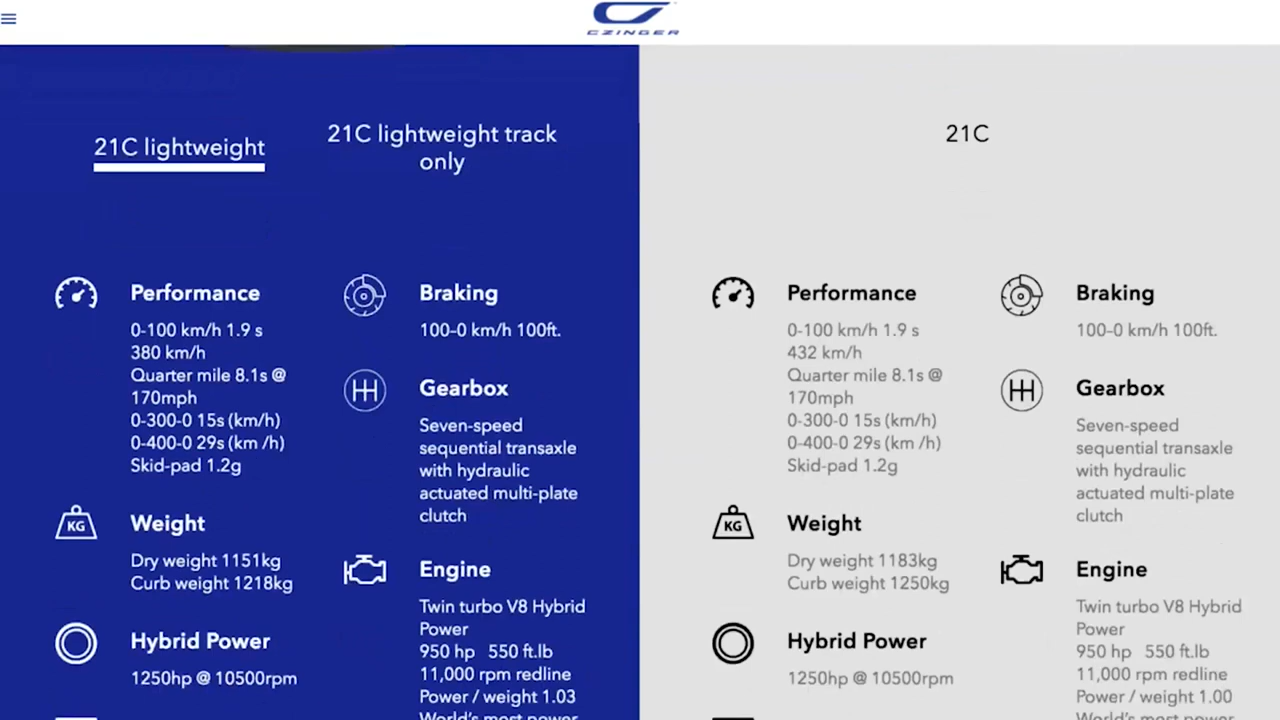 CZINGER
21C lightweight
21C lightweight track
only
Performance
0-100 km/h 1.9 s
380 km/h
Quarter mile 8.1s @
170mph
0-300-0 15s (km/h)
0-400-0 29s (km /h)
Skid-pad 1.2g
KG
Weight
Dry weight 1151kg
Curb weight 1218kg
Hybrid Power
1250hp @ 10500rpm
Braking
100-0 km/h 100ft.
Gearbox
Seven-speed
sequential transaxle
with hydraulic
actuated multi-plate
clutch
Engine
Twin turbo V8 Hybrid
Power
950 hp   550 ft.lb
11,000 rpm redline
Power / weight 1.03
World's most power
21C
Performance
0-100 km/h 1.9 s
432 km/h
Quarter mile 8.1s @
170mph
0-300-0 15s (km/h)
0-400-0 29s (km /h)
Skid-pad 1.2g
KG
Weight
Dry weight 1183kg
Curb weight 1250kg
Hybrid Power
1250hp @ 10500rpm
Braking
100-0 km/h 100ft.
Gearbox
Seven-speed
sequential transaxle
with hydraulic
actuated multi-plate
clutch
Engine
Twin turbo V8 Hybrid
Power
950 hp   550 ft.lb
11,000 rpm redline
Power / weight 1.00
World's most power